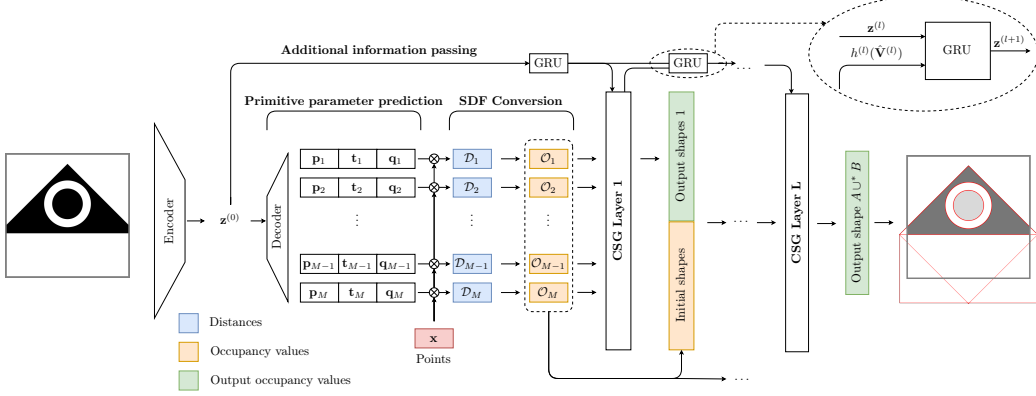 z^{(l)}
z^{(l+1)}
h^{(l)}(\hat{V}^{(l)})
GRU
Additional information passing
GRU
GRU
...
Primitive parameter prediction
SDF Conversion
Encoder
z^{(0)}
Decoder
p_1 t_1 q_1 ⊗ 𝒟_1 𝒪_1
p_2 t_2 q_2 ⊗ 𝒟_2 𝒪_2
⋮ ⋮ ⋮
p_{M−1} t_{M−1} q_{M−1} ⊗ 𝒟_{M−1} 𝒪_{M−1}
p_M t_M q_M ⊗ 𝒟_M 𝒪_M
x
Points
CSG Layer 1
Output shapes 1
Initial shapes
...
...
CSG Layer L
Output shape A ∪* B
Distances
Occupancy values
Output occupancy values